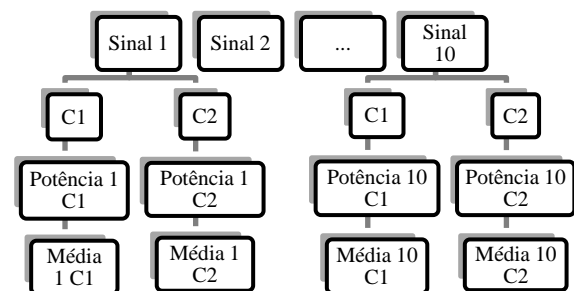 Sinal 1
Sinal 2
...
Sinal
10
C1
C2
C1
C2
Potência 1
C1
Potência 1
C2
Potência 10
C1
Potência 10
C2
Média
1 C1
Média 1
C2
Média 10
C1
Média 10
C2